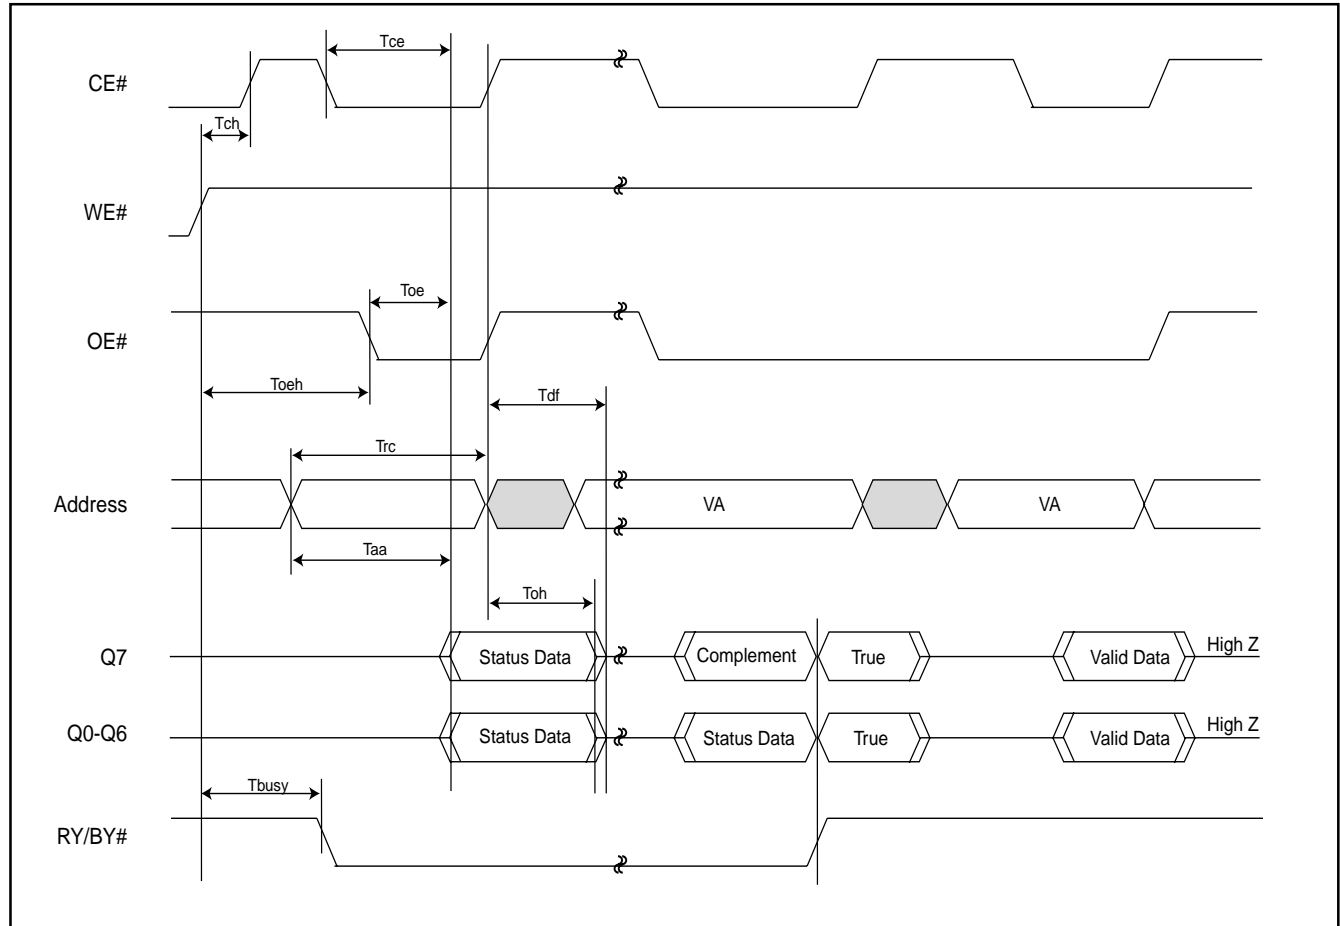 Tce
CE#
Tch
WE#
Toe
OE#
Toeh
Tdf
Trc
Address
VA
VA
Taa
Toh
Q7
Status Data
Complement
True
Valid Data
High Z
Q0-Q6
Status Data
Status Data
True
Valid Data
High Z
Tbusy
RY/BY#